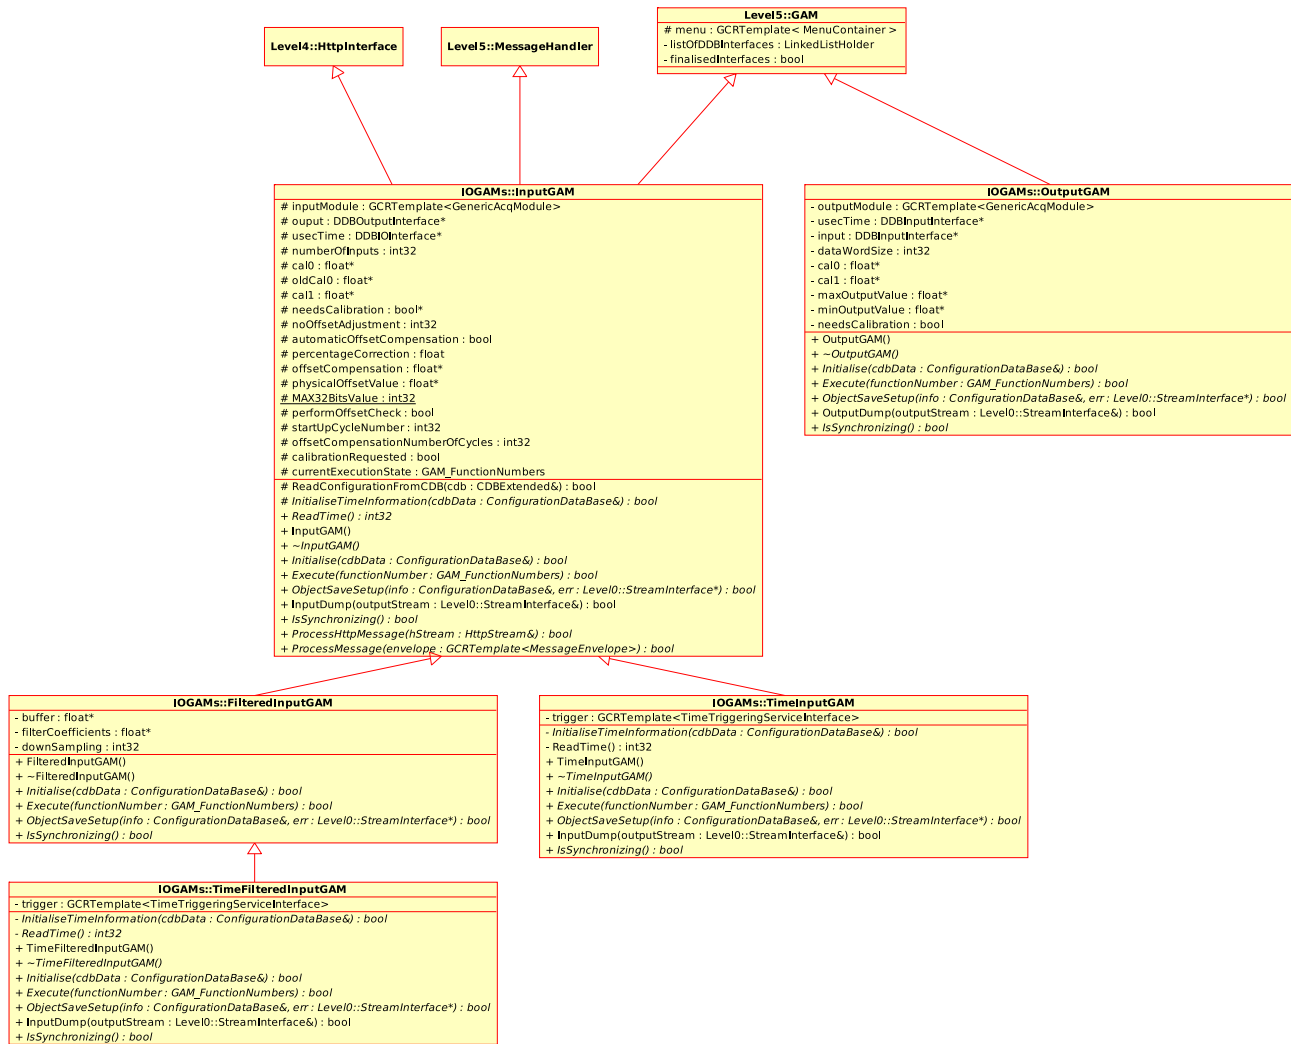 Level5::GAM
# menu : GCRTemplate< MenuContainer >
- listOfDDBInterfaces : LinkedListHolder
- finalisedInterfaces : bool
Level4::HttpInterface
Level5::MessageHandler
IOGAMs::InputGAM
# inputModule : GCRTemplate<GenericAcqModule>
# ouput : DDBOutputInterface*
# usecTime : DDBIOInterface*
# numberOfInputs : int32
# cal0 : float*
# oldCal0 : float*
# cal1 : float*
# needsCalibration : bool*
# noOffsetAdjustment : int32
# automaticOffsetCompensation : bool
# percentageCorrection : float
# offsetCompensation : float*
# physicalOffsetValue : float*
# MAX32BitsValue : int32
# performOffsetCheck : bool
# startUpCycleNumber : int32
# offsetCompensationNumberOfCycles : int32
# calibrationRequested : bool
# currentExecutionState : GAM_FunctionNumbers
# ReadConfigurationFromCDB(cdb : CDBExtended&) : bool
# InitialiseTimeInformation(cdbData : ConfigurationDataBase&) : bool
+ ReadTime() : int32
+ InputGAM()
+ ~InputGAM()
+ Initialise(cdbData : ConfigurationDataBase&) : bool
+ Execute(functionNumber : GAM_FunctionNumbers) : bool
+ ObjectSaveSetup(info : ConfigurationDataBase&, err : Level0::StreamInterface*) : bool
+ InputDump(outputStream : Level0::StreamInterface&) : bool
+ IsSynchronizing() : bool
+ ProcessHttpMessage(hStream : HttpStream&) : bool
+ ProcessMessage(envelope : GCRTemplate<MessageEnvelope>) : bool
IOGAMs::OutputGAM
- outputModule : GCRTemplate<GenericAcqModule>
- usecTime : DDBInputInterface*
- input : DDBInputInterface*
- dataWordSize : int32
- cal0 : float*
- cal1 : float*
- maxOutputValue : float*
- minOutputValue : float*
- needsCalibration : bool
+ OutputGAM()
+ ~OutputGAM()
+ Initialise(cdbData : ConfigurationDataBase&) : bool
+ Execute(functionNumber : GAM_FunctionNumbers) : bool
+ ObjectSaveSetup(info : ConfigurationDataBase&, err : Level0::StreamInterface*) : bool
+ OutputDump(outputStream : Level0::StreamInterface&) : bool
+ IsSynchronizing() : bool
IOGAMs::FilteredInputGAM
- buffer : float*
- filterCoefficients : float*
- downSampling : int32
+ FilteredInputGAM()
+ ~FilteredInputGAM()
+ Initialise(cdbData : ConfigurationDataBase&) : bool
+ Execute(functionNumber : GAM_FunctionNumbers) : bool
+ ObjectSaveSetup(info : ConfigurationDataBase&, err : Level0::StreamInterface*) : bool
+ IsSynchronizing() : bool
IOGAMs::TimeInputGAM
- trigger : GCRTemplate<TimeTriggeringServiceInterface>
- InitialiseTimeInformation(cdbData : ConfigurationDataBase&) : bool
- ReadTime() : int32
+ TimeInputGAM()
+ ~TimeInputGAM()
+ Initialise(cdbData : ConfigurationDataBase&) : bool
+ Execute(functionNumber : GAM_FunctionNumbers) : bool
+ ObjectSaveSetup(info : ConfigurationDataBase&, err : Level0::StreamInterface*) : bool
+ InputDump(outputStream : Level0::StreamInterface&) : bool
+ IsSynchronizing() : bool
IOGAMs::TimeFilteredInputGAM
- trigger : GCRTemplate<TimeTriggeringServiceInterface>
- InitialiseTimeInformation(cdbData : ConfigurationDataBase&) : bool
- ReadTime() : int32
+ TimeFilteredInputGAM()
+ ~TimeFilteredInputGAM()
+ Initialise(cdbData : ConfigurationDataBase&) : bool
+ Execute(functionNumber : GAM_FunctionNumbers) : bool
+ ObjectSaveSetup(info : ConfigurationDataBase&, err : Level0::StreamInterface*) : bool
+ InputDump(outputStream : Level0::StreamInterface&) : bool
+ IsSynchronizing() : bool